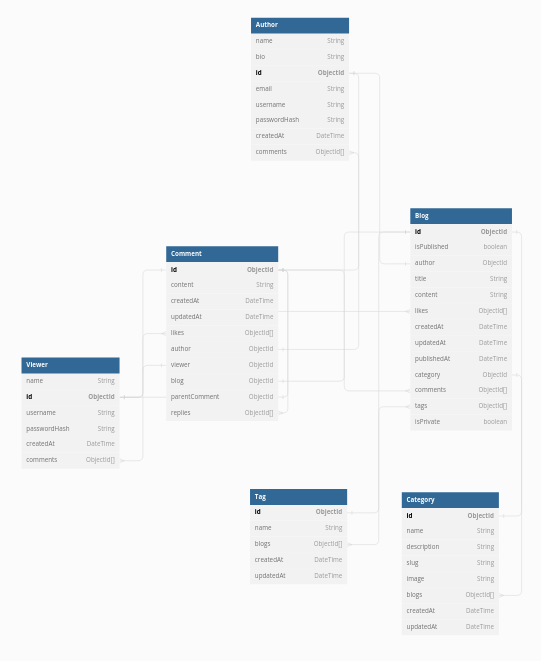 Author
name String
bio String
id ObjectId
email String
username String
passwordHash String
createdAt DateTime
comments ObjectId[]
Blog
id ObjectId
isPublished boolean
author ObjectId
title String
content String
likes ObjectId[]
createdAt DateTime
updatedAt DateTime
publishedAt DateTime
category ObjectId
comments ObjectId[]
tags ObjectId[]
isPrivate boolean
Comment
id ObjectId
content String
createdAt DateTime
updatedAt DateTime
likes ObjectId[]
author ObjectId
viewer ObjectId
blog ObjectId
parentComment ObjectId
replies ObjectId[]
Viewer
name String
id ObjectId
username String
passwordHash String
createdAt DateTime
comments ObjectId[]
Tag
id ObjectId
name String
blogs ObjectId[]
createdAt DateTime
updatedAt DateTime
Category
id ObjectId
name String
description String
slug String
image String
blogs ObjectId[]
createdAt DateTime
updatedAt DateTime